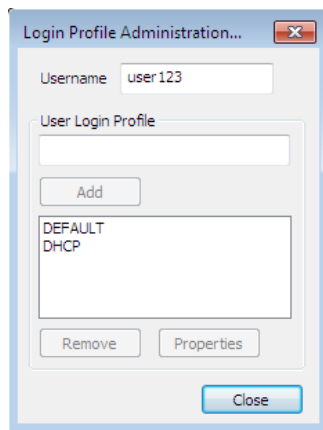 Login Profile Administration...
Username user123
User Login Profile
Add
DEFAULT
DHCP
Remove Properties
Close